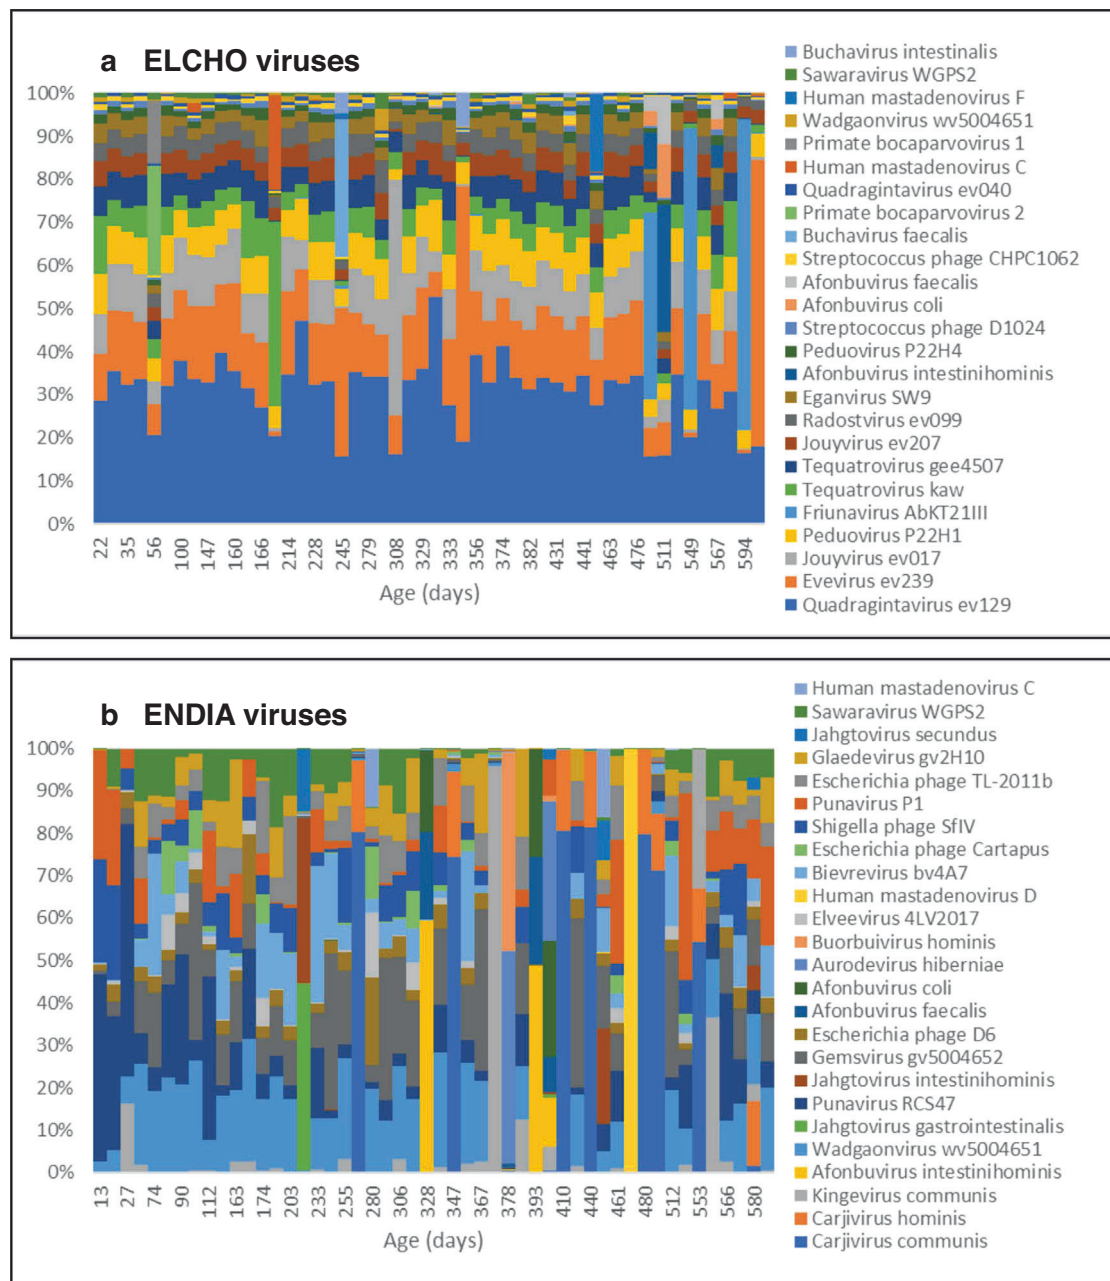 a ELCHO viruses
100%
90%
80%
70%
60%
50%
40%
30%
20%
10%
0%
22 35 56 100 147 160 166 214 228 245 279 308 329 333 356 374 382 431 441 463 476 511 549 567 594
Age (days)
Buchavirus intestinalis
Sawaravirus WGPS2
Human mastadenovirus F
Wadgaonvirus wv5004651
Primate bocaparvovirus 1
Human mastadenovirus C
Quadragintavirus ev040
Primate bocaparvovirus 2
Buchavirus faecalis
Streptococcus phage CHPC1062
Afonbuvirus faecalis
Afonbuvirus coli
Streptococcus phage D1024
Peduovirus P22H4
Afonbuvirus intestinihominis
Eganvirus SW9
Radostvirus ev099
Jouyvirus ev207
Tequatrovirus gee4507
Tequatrovirus kaw
Friunavirus AbKT21III
Peduovirus P22H1
Jouyvirus ev017
Evevirus ev239
Quadragintavirus ev129
b ENDIA viruses
100%
90%
80%
70%
60%
50%
40%
30%
20%
10%
0%
13 27 74 90 112 163 174 203 233 255 280 306 328 347 367 378 393 410 440 461 480 512 553 566 580
Age (days)
Human mastadenovirus C
Sawaravirus WGPS2
Jahgtovirus secundus
Glaedevirus gv2H10
Escherichia phage TL-2011b
Punavirus P1
Shigella phage SfIV
Escherichia phage Cartapus
Bievrevirus bv4A7
Human mastadenovirus D
Elveevirus 4LV2017
Buorbuivirus hominis
Aurodevirus hiberniae
Afonbuvirus coli
Afonbuvirus faecalis
Escherichia phage D6
Gemsvirus gv5004652
Jahgtovirus intestinihominis
Punavirus RCS47
Jahgtovirus gastrointestinalis
Wadgaonvirus wv5004651
Afonbuvirus intestinihominis
Kingevirus communis
Carjivirus hominis
Carjivirus communis